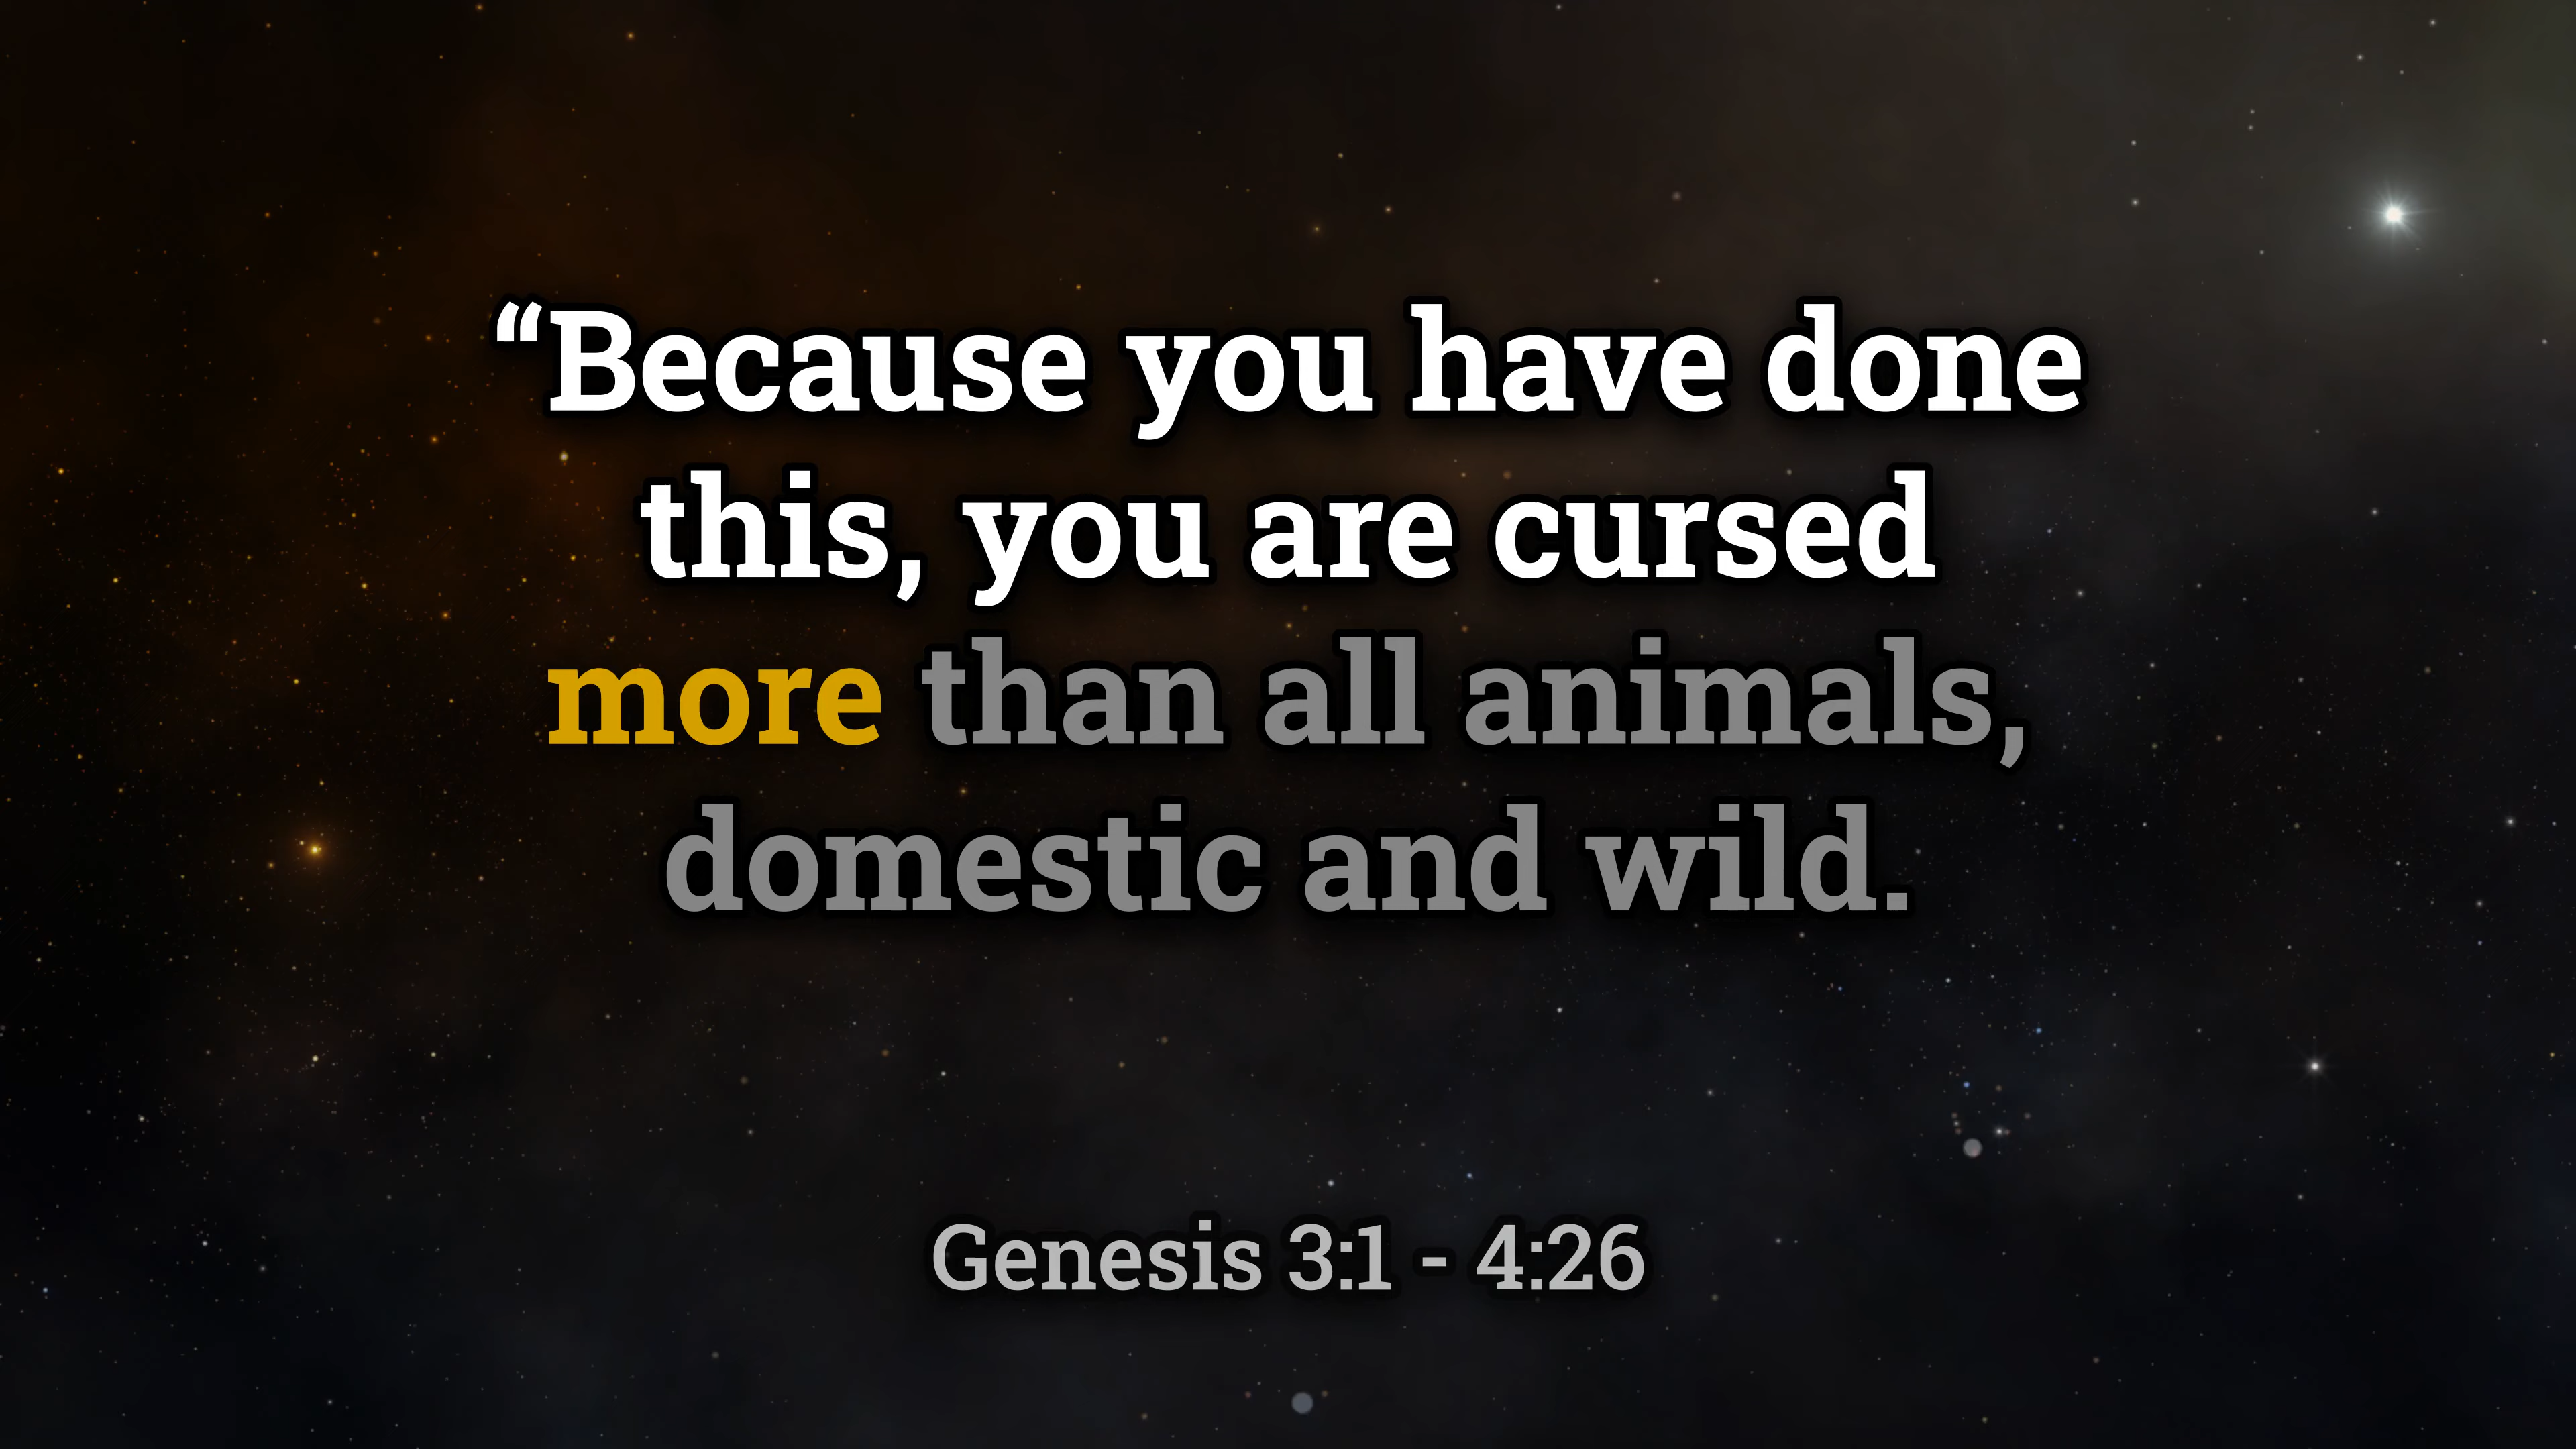 “Because you have done
this, you are cursed
more than all animals,
domestic and wild.
Genesis 3:1 - 4:26